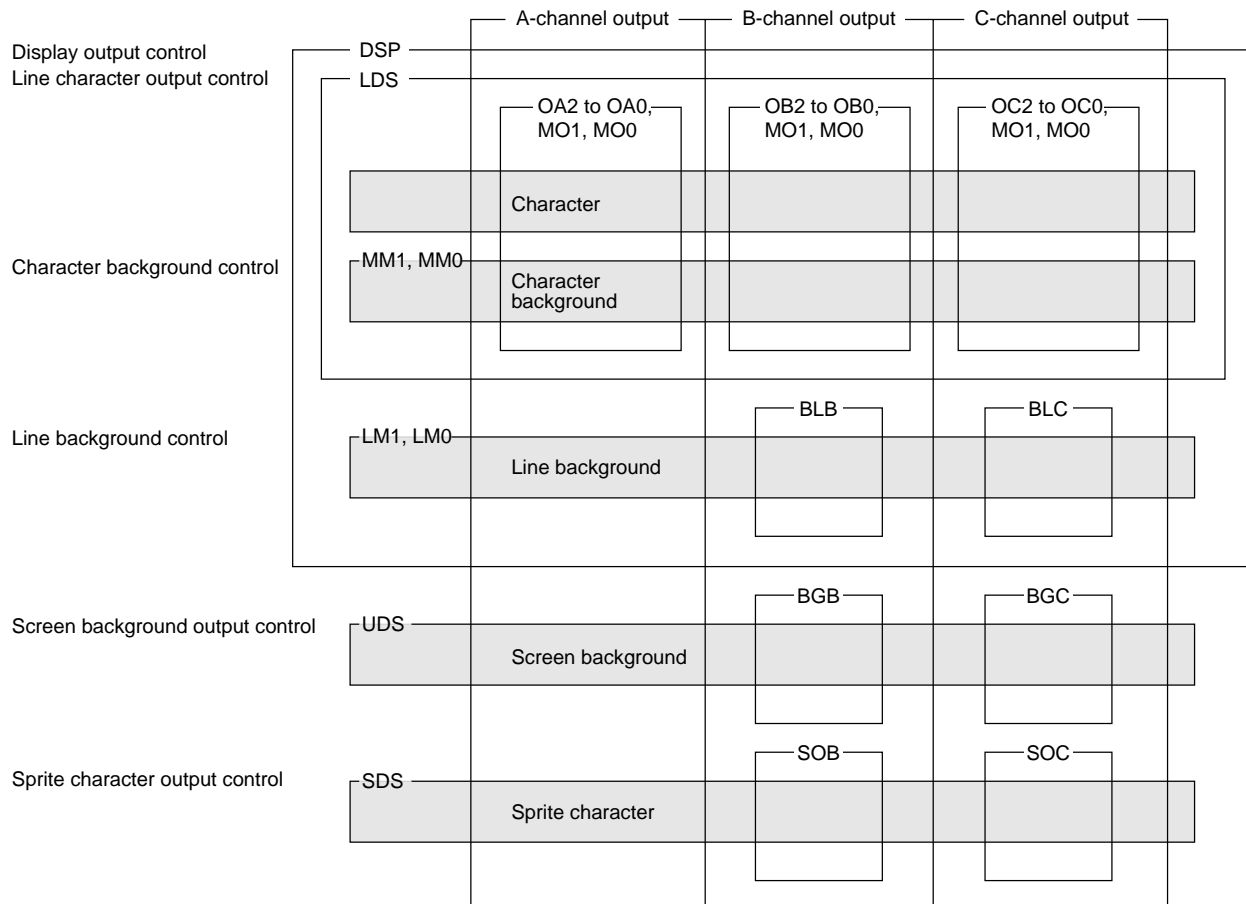 A-channel output B-channel output C-channel output
Display output control DSP
Line character output control LDS
OA2 to OA0, OB2 to OB0, OC2 to OC0,
MO1, MO0 MO1, MO0 MO1, MO0
Character
Character background control MM1, MM0
Character
background
BLB BLC
Line background control LM1, LM0
Line background
BGB BGC
Screen background output control UDS
Screen background
SOB SOC
Sprite character output control SDS
Sprite character